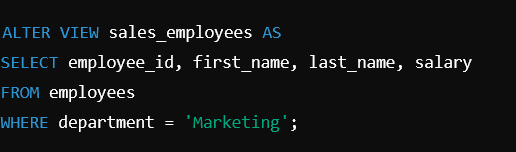 ALTER VIEW sales_employees AS
SELECT employee_id, first_name, last_name, salary
FROM employees
WHERE department = 'Marketing';